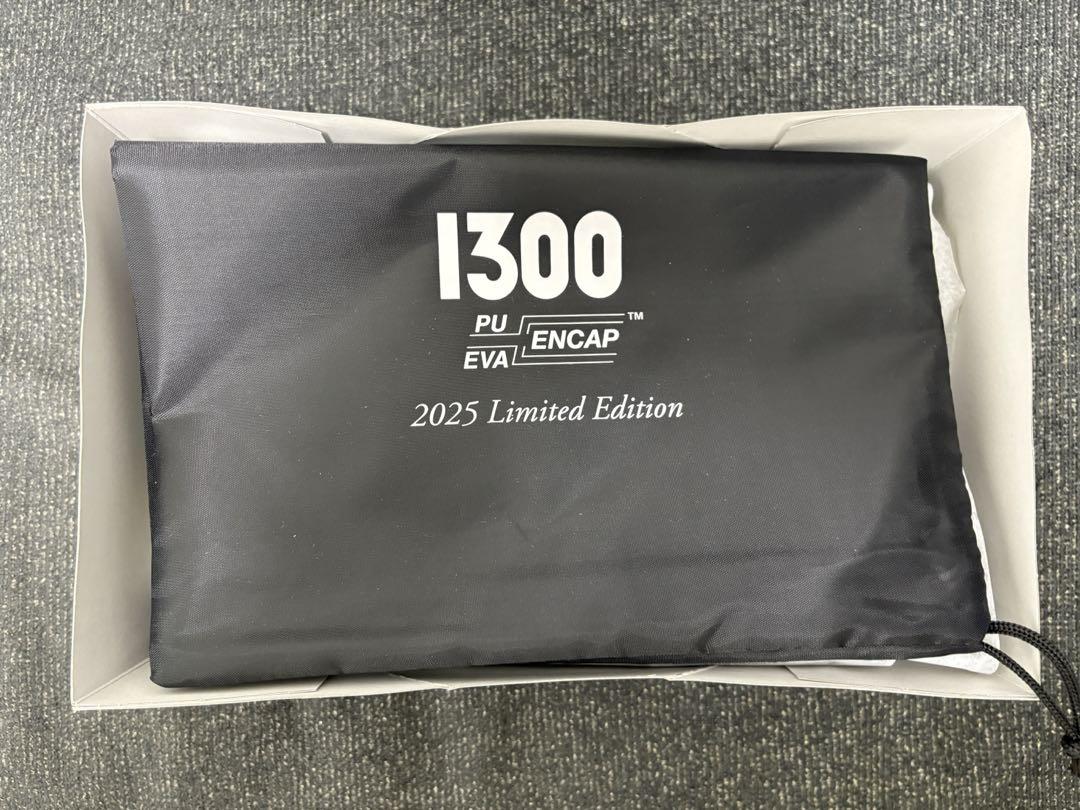 1300
PU
ENCAP™
EVA
2025 Limited Edition